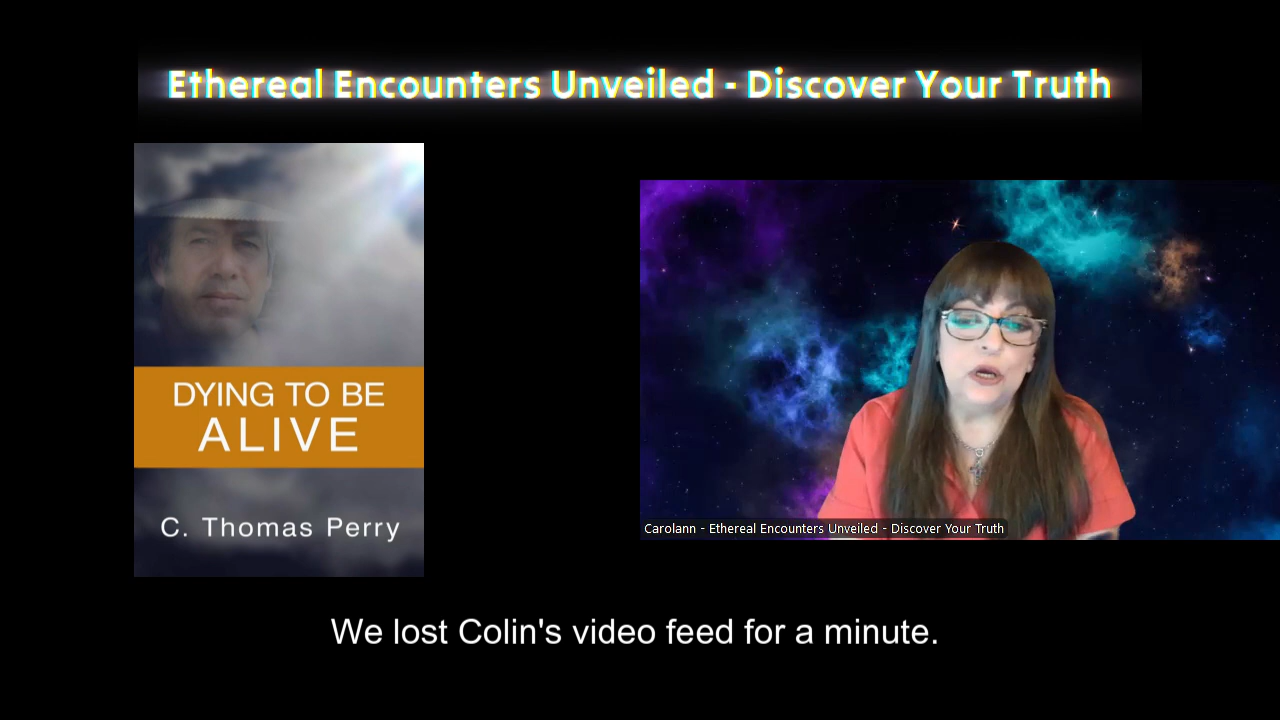 Ethereal Encounters Unveiled - Discover Your Truth
DYING TO BE
ALIVE
C. Thomas Perry
Carolann - Ethereal Encounters Unveiled - Discover Your Truth
We lost Colin's video feed for a minute.